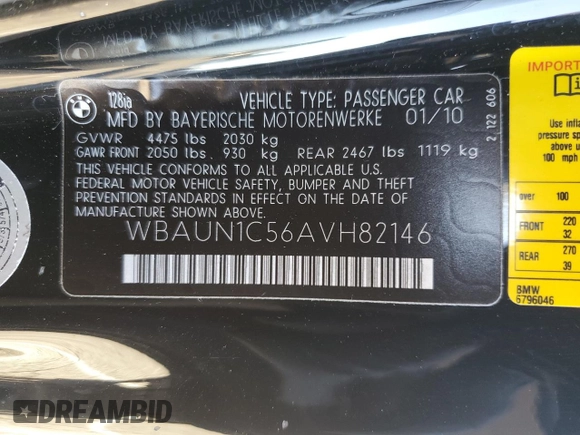 BMW
128ia
VEHICLE TYPE: PASSENGER CAR
MFD BY BAYERISCHE MOTORENWERKE 01/10
GVWR 4475 lbs 2030 kg
GAWR FRONT 2050 lbs 930 kg REAR 2467 lbs 1119 kg
THIS VEHICLE CONFORMS TO ALL APPLICABLE U.S.
FEDERAL MOTOR VEHICLE SAFETY, BUMPER AND THEFT
PREVENTION STANDARDS IN EFFECT ON THE DATE OF
MANUFACTURE SHOWN ABOVE.
WBAUN1C56AVH82146
2 122 606
IMPORT
Use infla
pressure spe
above u
100 mph
over 100
FRONT 220
32
REAR 270
39
BMW
6796046
DREAMBID